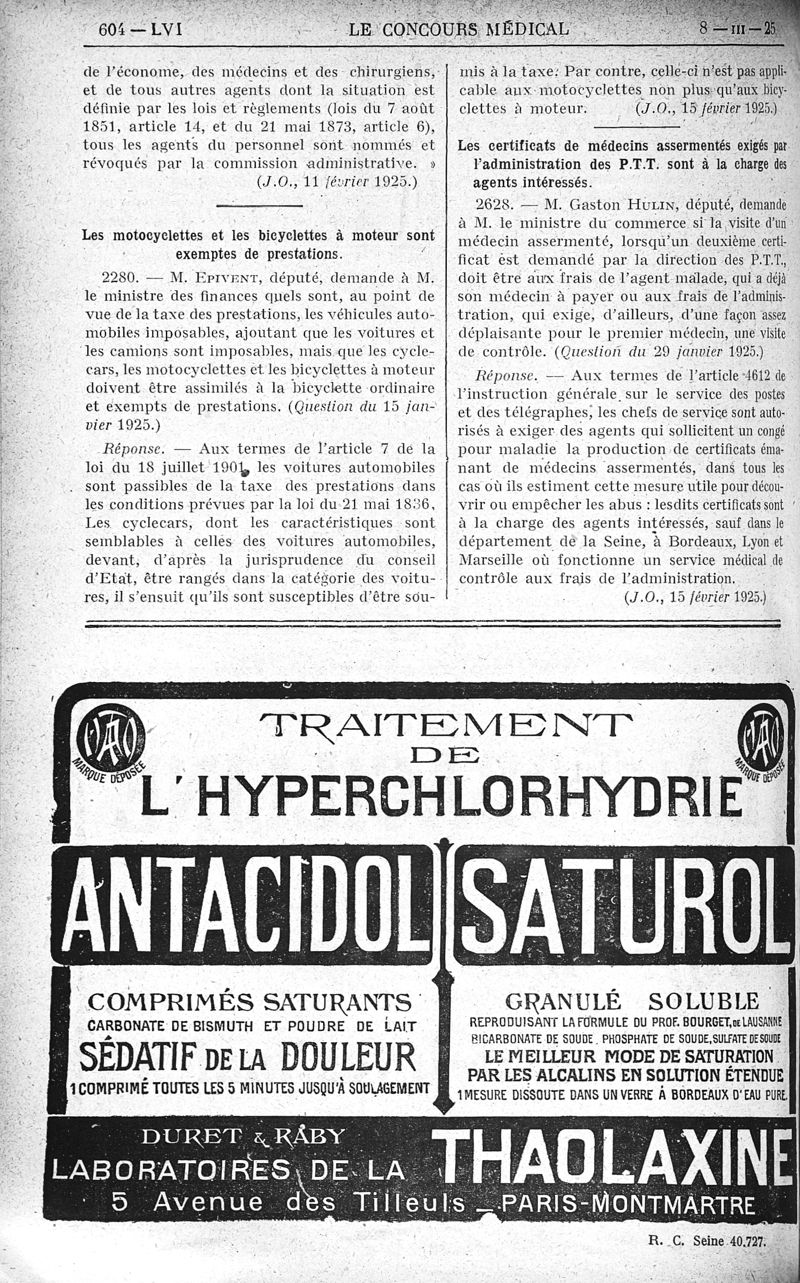 604 — LVI LE CONCOURS MÉDICAL 8 — III — 25
de l'économe, des médecins et des chirurgiens,
et de tous autres agents dont la situation est
définie par les lois et règlements (lois du 7 août
1851, article 14, et du 21 mai 1873, article 6),
tous les agents du personnel sont nommés et
révoqués par la commission administrative. »
(J.O., 11 février 1925.)
Les motocyclettes et les bicyclettes à moteur sont
exemptes de prestations.
2280. — M. EPIVENT, député, demande à M.
le ministre des finances quels sont, au point de
vue de la taxe des prestations, les véhicules auto-
mobiles imposables, ajoutant que les voitures et
les camions sont imposables, mais que les cycle-
cars, les motocyclettes et les bicyclettes à moteur
doivent être assimilés à la bicyclette ordinaire
et exempts de prestations. (Question du 15 jan-
vier 1925.)
Réponse. — Aux termes de l'article 7 de la
loi du 18 juillet 1901, les voitures automobiles
sont passibles de la taxe des prestations dans
les conditions prévues par la loi du 21 mai 1836,
Les cyclecars, dont les caractéristiques sont
semblables à celles des voitures automobiles,
devant, d'après la jurisprudence du conseil
d'Etat, être rangés dans la catégorie des voitu-
res, il s'ensuit qu'ils sont susceptibles d'être sou-
mis à la taxe. Par contre, celle-ci n'est pas appli-
cable aux motocyclettes non plus qu'aux bicy-
clettes à moteur. (J.O., 15 février 1925.)
Les certificats de médecins assermentés exigés par
l'administration des P.T.T. sont à la charge des
agents intéressés.
2628. — M. Gaston HULIN, député, demande
à M. le ministre du commerce si la visite d'un
médecin assermenté, lorsqu'un deuxième certi-
ficat est demandé par la direction des P.T.T.,
doit être aux frais de l'agent malade, qui a déjà
son médecin à payer ou aux frais de l'adminis-
tration, qui exige, d'ailleurs, d'une façon assez
déplaisante pour le premier médecin, une visite
de contrôle. (Question du 29 janvier 1925.)
Réponse. — Aux termes de l'article 4612 de
l'instruction générale sur le service des postes
et des télégraphes, les chefs de service sont auto-
risés à exiger des agents qui sollicitent un congé
pour maladie la production de certificats éma-
nant de médecins assermentés, dans tous les
cas où ils estiment cette mesure utile pour décou-
vrir ou empêcher les abus : lesdits certificats sont
à la charge des agents intéressés, sauf dans le
département de la Seine, à Bordeaux, Lyon et
Marseille où fonctionne un service médical de
contrôle aux frais de l'administration.
(J.O., 15 février 1925.)
MARQUE DÉPOSÉE
MARQUE DÉPOSÉE
TRAITEMENT
DE
L'HYPERCHLORHYDRIE
ANTACIDOL
SATUROL
COMPRIMÉS SATURANTS
CARBONATE DE BISMUTH ET POUDRE DE LAIT
SÉDATIF DE LA DOULEUR
1 COMPRIMÉ TOUTES LES 5 MINUTES JUSQU'À SOULAGEMENT
GRANULÉ SOLUBLE
REPRODUISANT LA FORMULE DU PROF. BOURGET, DE LAUSANNE
BICARBONATE DE SOUDE, PHOSPHATE DE SOUDE, SULFATE DE SOUDE
LE MEILLEUR MODE DE SATURATION
PAR LES ALCALINS EN SOLUTION ÉTENDUE
1 MESURE DISSOUTE DANS UN VERRE À BORDEAUX D'EAU PURE.
DURET & RABY
LABORATOIRES DE LA THAOLAXINE
5 Avenue des Tilleuls — PARIS-MONTMARTRE
R. C. Seine 40.727.